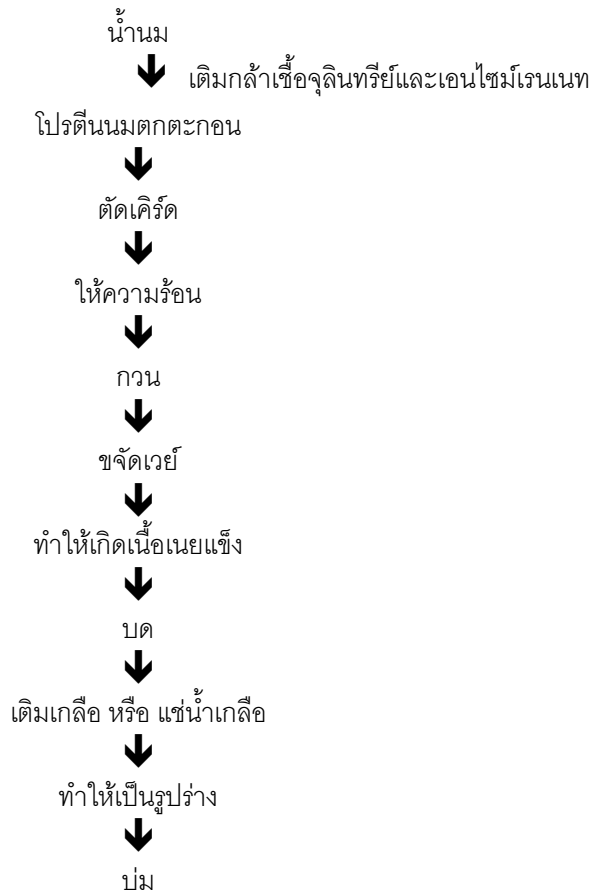 น้ำนม
เติมกล้าเชื้อจุลินทรีย์และเอนไซม์เรนเนท
โปรตีนนมตกตะกอน
ตัดเคิร์ด
ให้ความร้อน
กวน
ขจัดเวย์
ทำให้เกิดเนื้อเนยแข็ง
บด
เติมเกลือ หรือ แช่น้ำเกลือ
ทำให้เป็นรูปร่าง
บ่ม